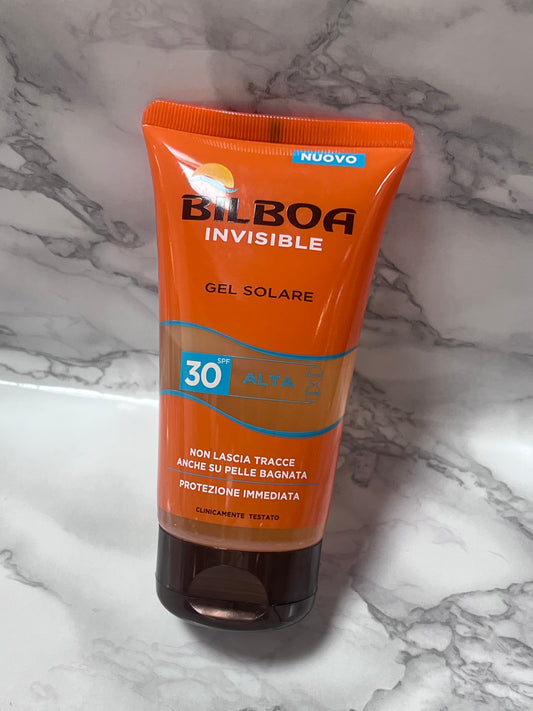 NUOVO
BILBOA
INVISIBLE
GEL SOLARE
30 SPF ALTA
NON LASCIA TRACCE
ANCHE SU PELLE BAGNATA
PROTEZIONE IMMEDIATA
CLINICAMENTE TESTATO